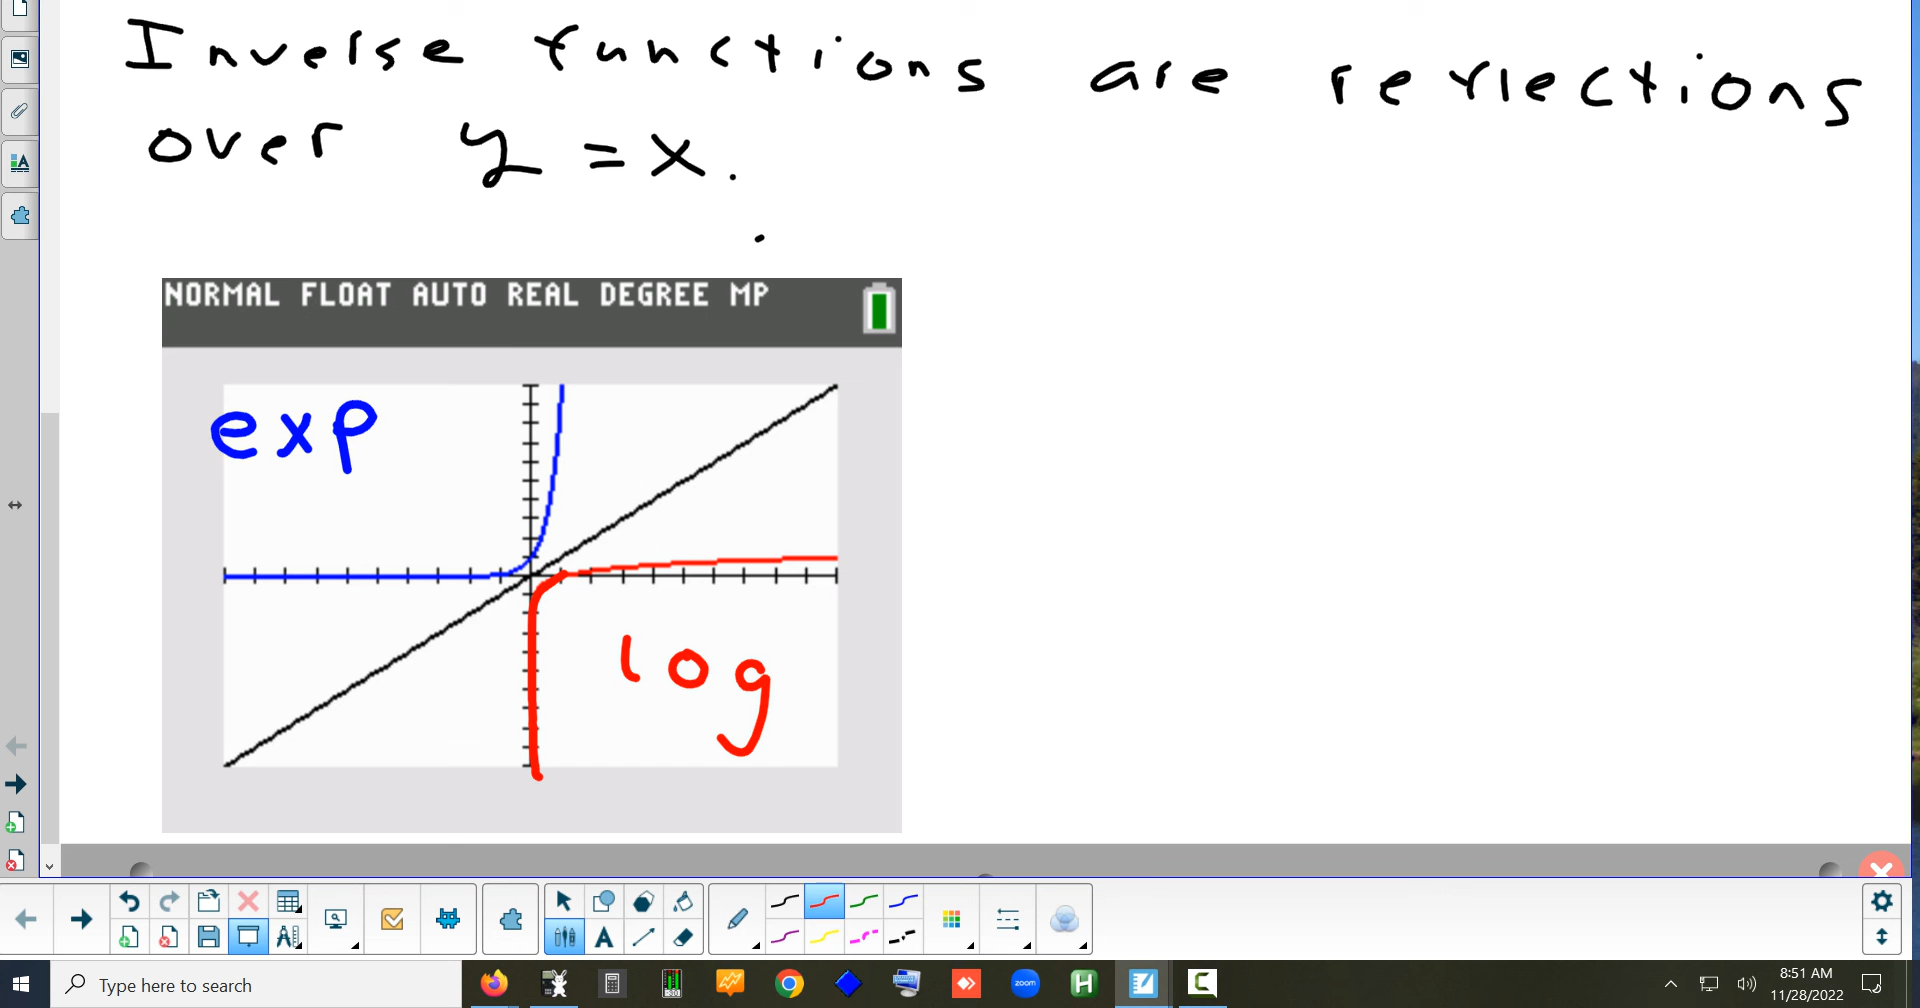 Inverse functions are reflections
over y = x.
NORMAL FLOAT AUTO REAL DEGREE MP
exp
log
Type here to search
zoom
H
C
8:51 AM
11/28/2022